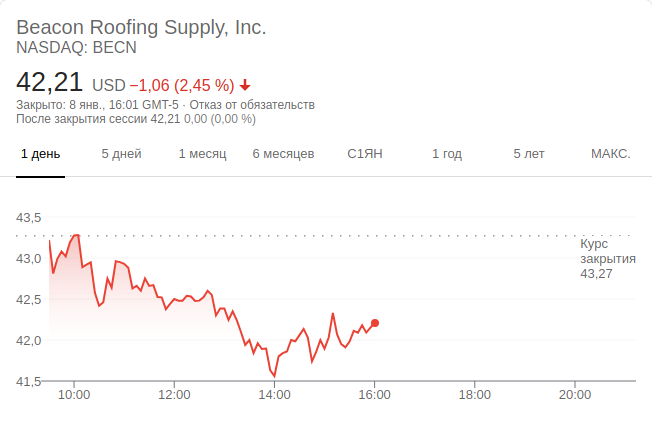 Beacon Roofing Supply, Inc.
NASDAQ: BECN
42,21 USD −1,06 (2,45 %)
Закрыто: 8 янв., 16:01 GMT-5 · Отказ от обязательств
После закрытия сессии 42,21 0,00 (0,00 %)
1 день 5 дней 1 месяц 6 месяцев С1ЯН 1 год 5 лет МАКС.
43,5
Курс
закрытия
43,27
43,0
42,5
42,0
41,5
10:00 12:00 14:00 16:00 18:00 20:00